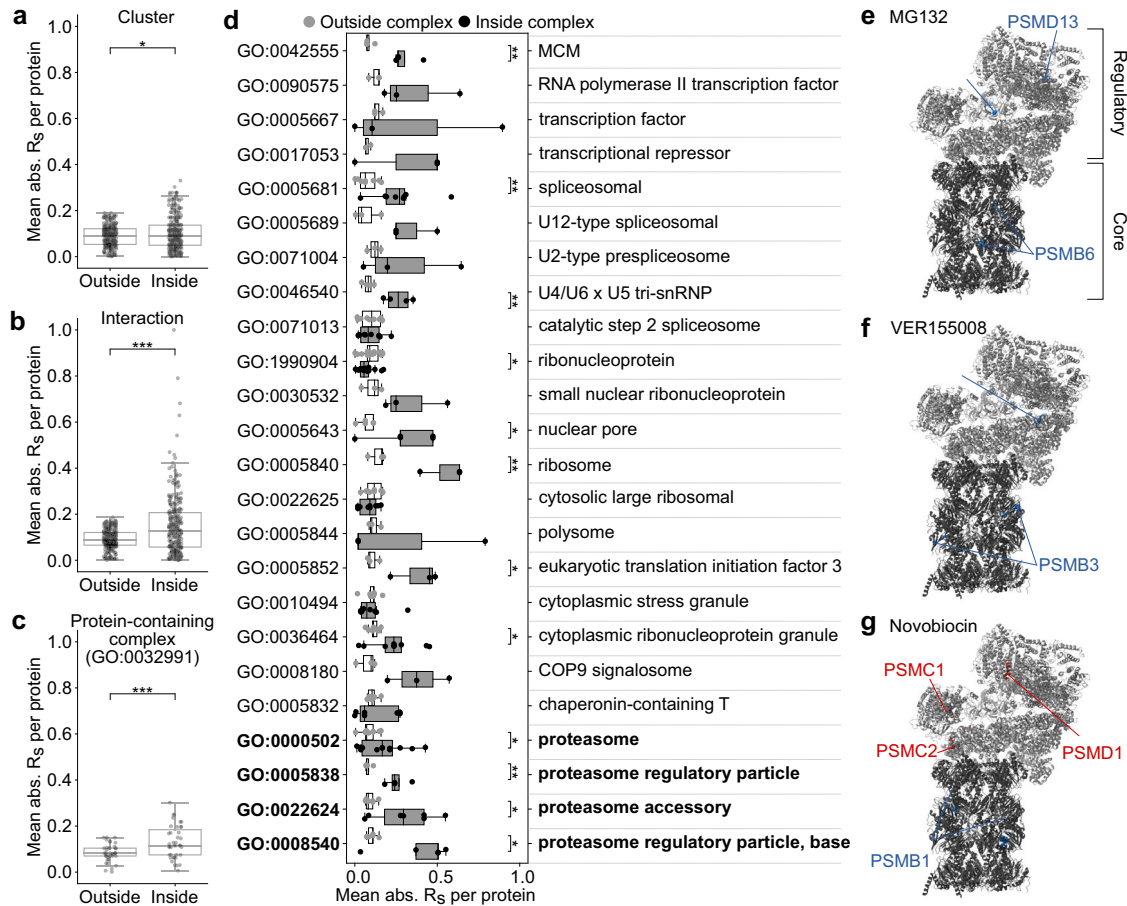 a
Cluster
Mean abs. RS per protein
1.0
0.8
0.6
0.4
0.2
0.0
*
Outside
Inside
b
Interaction
Mean abs. RS per protein
1.0
0.8
0.6
0.4
0.2
0.0
***
Outside
Inside
c
Protein-containing
complex
(GO:0032991)
Mean abs. RS per protein
1.0
0.8
0.6
0.4
0.2
0.0
***
Outside
Inside
d
Outside complex
Inside complex
GO:0042555 ** MCM
GO:0090575 RNA polymerase II transcription factor
GO:0005667 transcription factor
GO:0017053 transcriptional repressor
GO:0005681 ** spliceosomal
GO:0005689 U12-type spliceosomal
GO:0071004 U2-type prespliceosome
GO:0046540 ** U4/U6 x U5 tri-snRNP
GO:0071013 catalytic step 2 spliceosome
GO:1990904 * ribonucleoprotein
GO:0030532 small nuclear ribonucleoprotein
GO:0005643 * nuclear pore
GO:0005840 ** ribosome
GO:0022625 cytosolic large ribosomal
GO:0005844 polysome
GO:0005852 * eukaryotic translation initiation factor 3
GO:0010494 cytoplasmic stress granule
GO:0036464 * cytoplasmic ribonucleoprotein granule
GO:0008180 COP9 signalosome
GO:0005832 chaperonin-containing T
GO:0000502 * proteasome
GO:0005838 ** proteasome regulatory particle
GO:0022624 * proteasome accessory
GO:0008540 * proteasome regulatory particle, base
0.0 0.5 1.0
Mean abs. RS per protein
e
MG132
PSMD13
Regulatory
Core
PSMB6
f
VER155008
PSMB3
g
Novobiocin
PSMC1
PSMC2
PSMD1
PSMB1